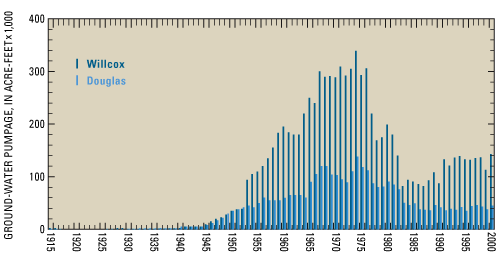 GROUND-WATER PUMPAGE, IN ACRE-FEET x 1,000
400
300
200
100
0
Willcox
Douglas
1915 1920 1925 1930 1935 1940 1945 1950 1955 1960 1965 1970 1975 1980 1985 1990 1995 2000